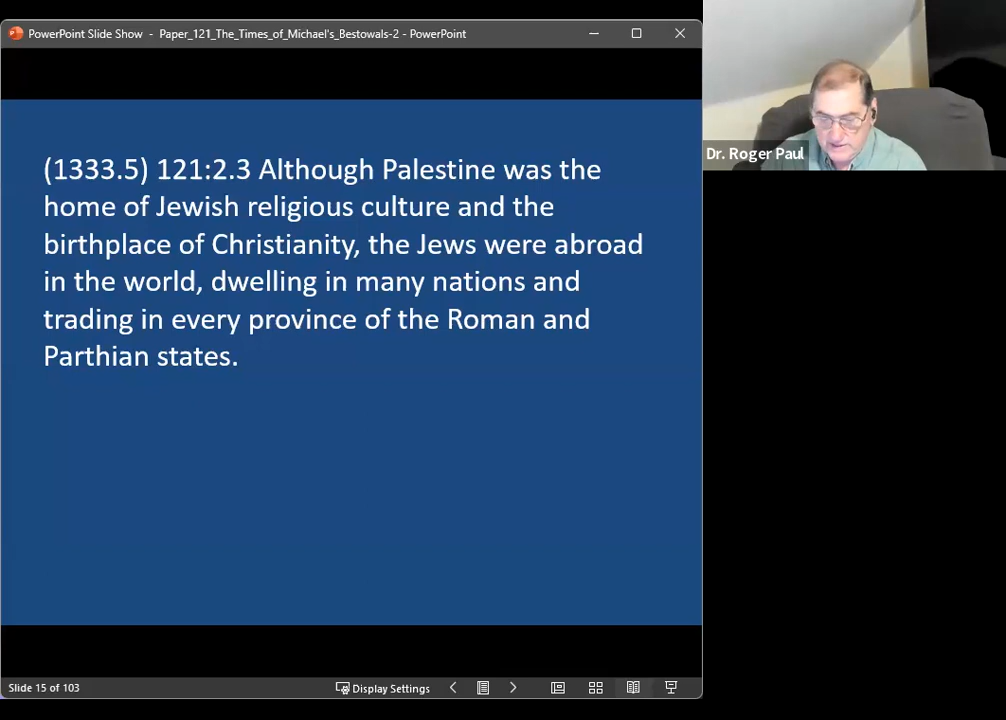 PowerPoint Slide Show - Paper_121_The_Times_of_Michael's_Bestowals-2 - PowerPoint
Dr. Roger Paul
(1333.5) 121:2.3 Although Palestine was the
home of Jewish religious culture and the
birthplace of Christianity, the Jews were abroad
in the world, dwelling in many nations and
trading in every province of the Roman and
Parthian states.
Slide 15 of 103
Display Settings